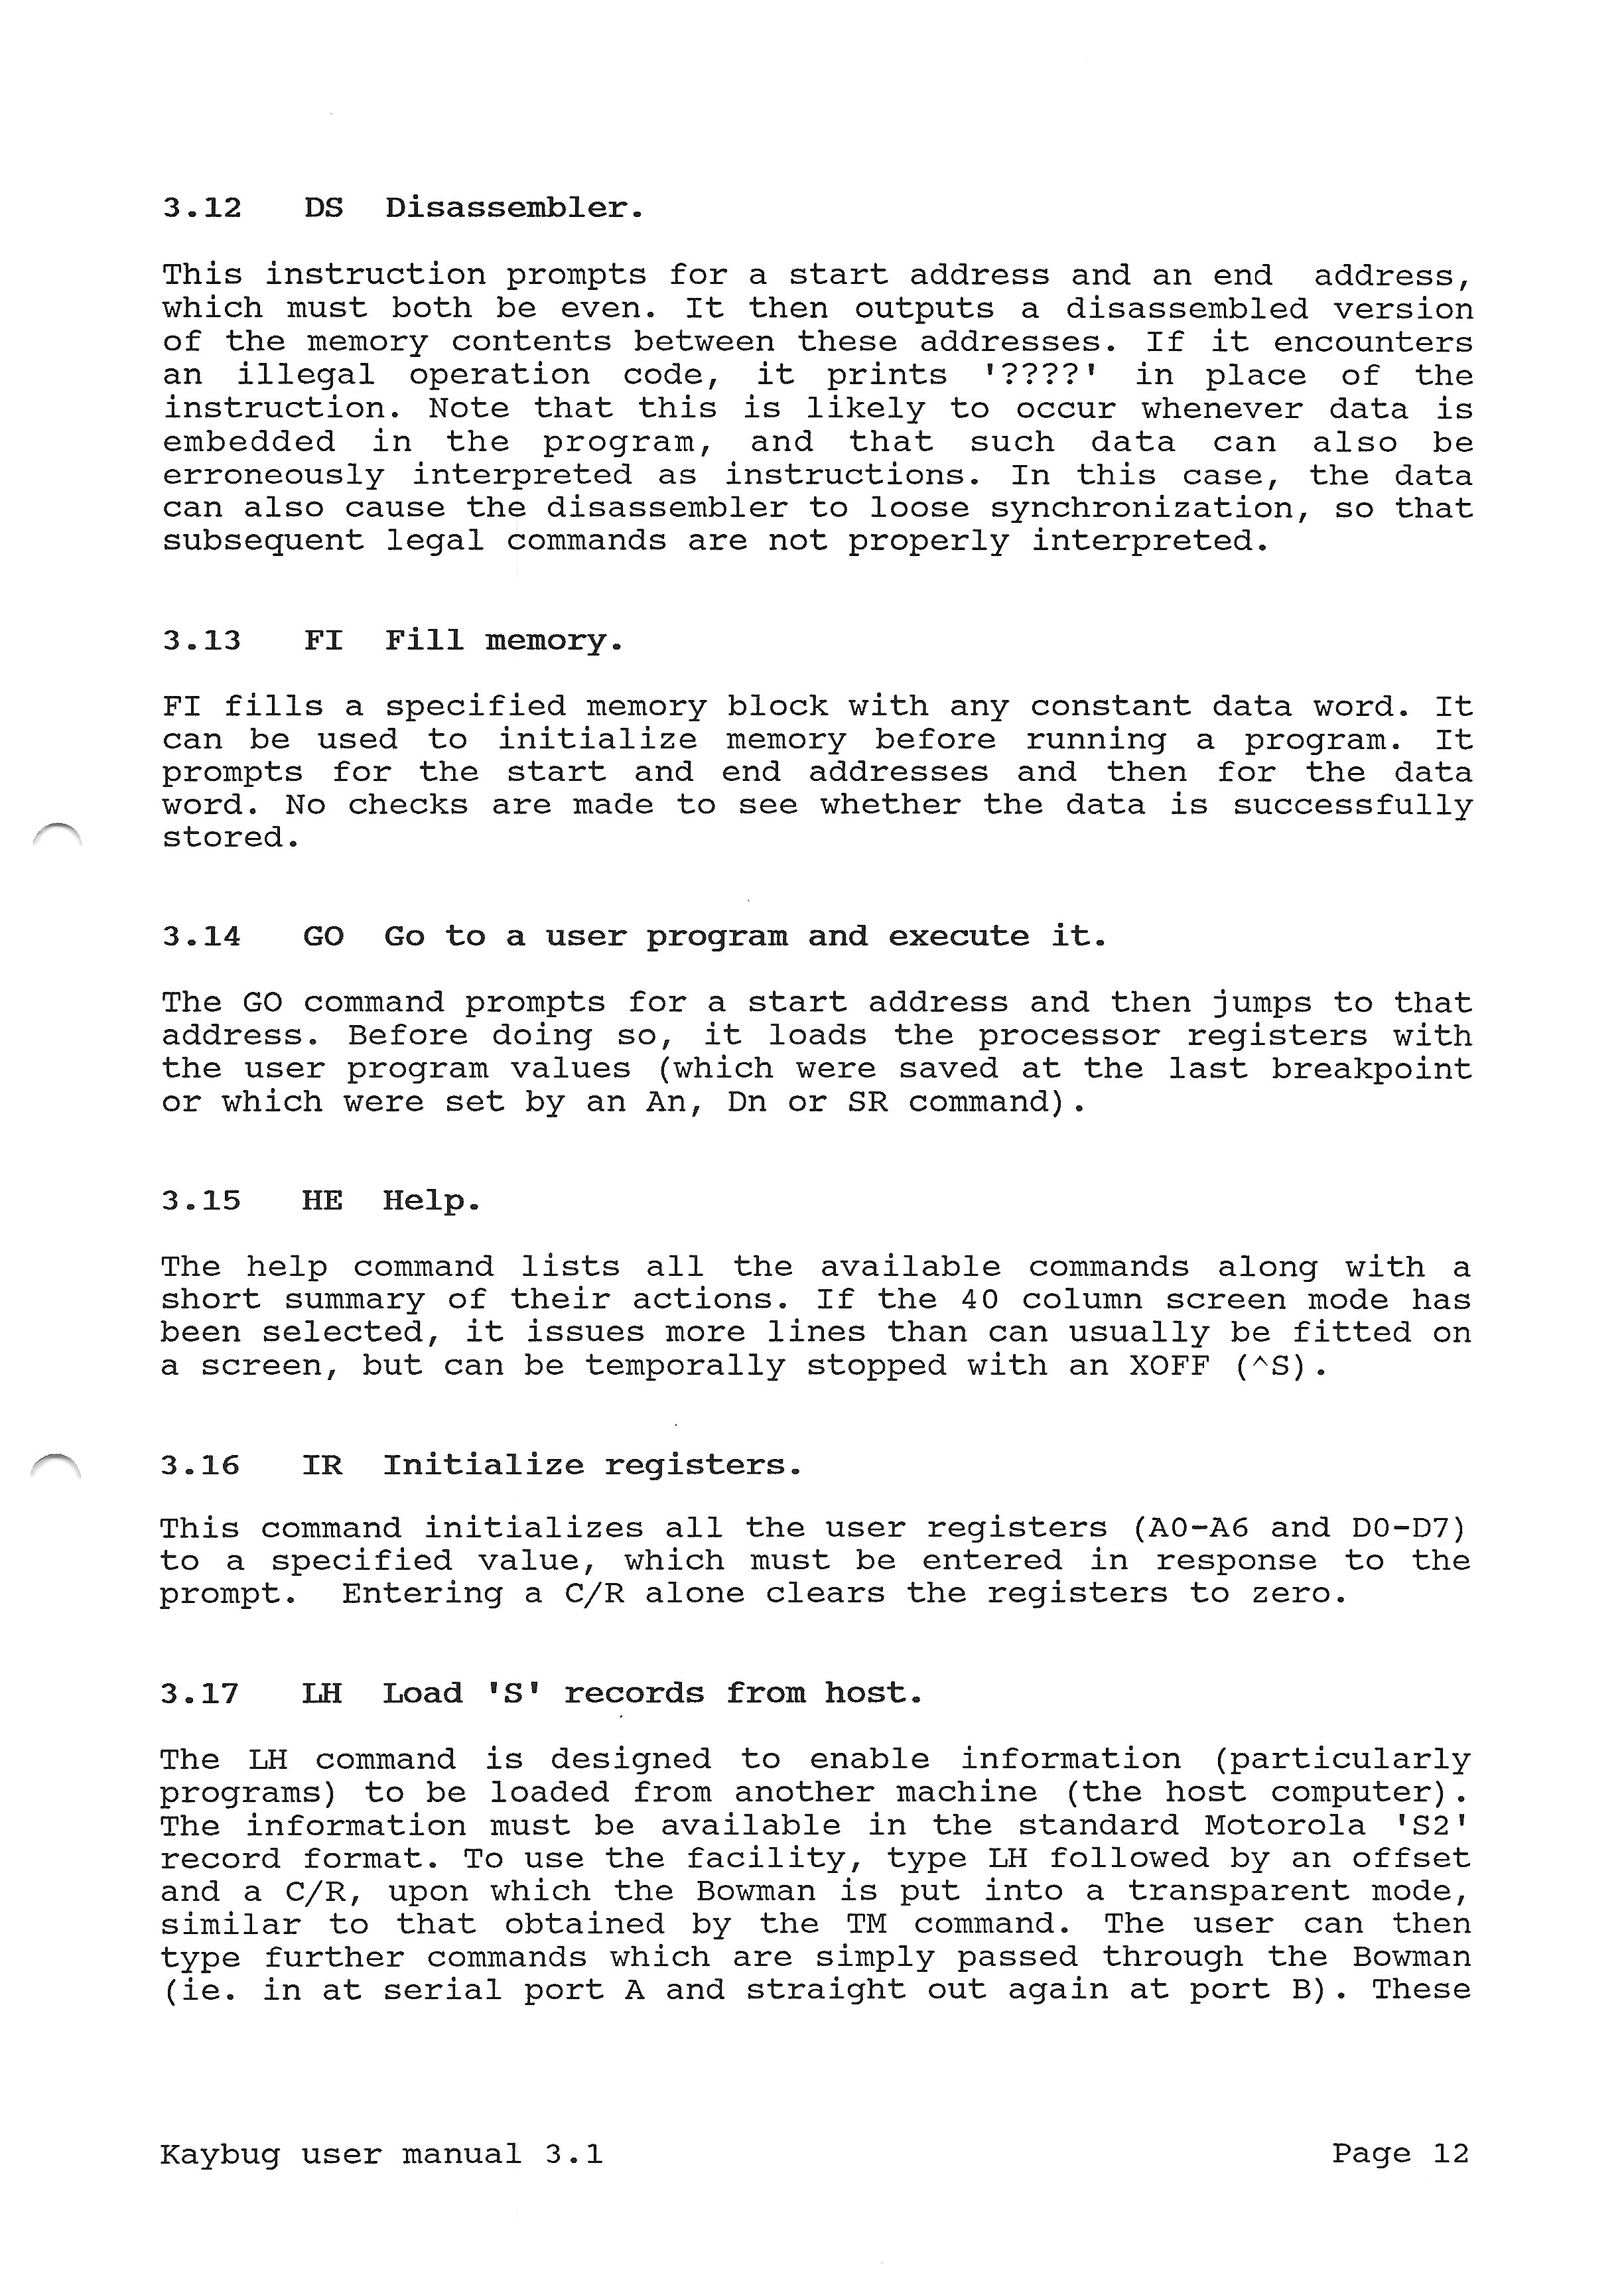 3.12 DS Disassembler.
This instruction prompts for a start address and an end address,
which must both be even. It then outputs a disassembled version
of the memory contents between these addresses. If it encounters
an illegal operation code, it prints '????' in place of the
instruction. Note that this is likely to occur whenever data is
embedded in the program, and that such data can also be
erroneously interpreted as instructions. In this case, the data
can also cause the disassembler to loose synchronization, so that
subsequent legal commands are not properly interpreted.
3.13 FI Fill memory.
FI fills a specified memory block with any constant data word. It
can be used to initialize memory before running a program. It
prompts for the start and end addresses and then for the data
word. No checks are made to see whether the data is successfully
stored.
3.14 GO Go to a user program and execute it.
The GO command prompts for a start address and then jumps to that
address. Before doing so, it loads the processor registers with
the user program values (which were saved at the last breakpoint
or which were set by an An, Dn or SR command).
3.15 HE Help.
The help command lists all the available commands along with a
short summary of their actions. If the 40 column screen mode has
been selected, it issues more lines than can usually be fitted on
a screen, but can be temporally stopped with an XOFF (^S).
3.16 IR Initialize registers.
This command initializes all the user registers (A0-A6 and D0-D7)
to a specified value, which must be entered in response to the
prompt. Entering a C/R alone clears the registers to zero.
3.17 LH Load 'S' records from host.
The LH command is designed to enable information (particularly
programs) to be loaded from another machine (the host computer).
The information must be available in the standard Motorola 'S2'
record format. To use the facility, type LH followed by an offset
and a C/R, upon which the Bowman is put into a transparent mode,
similar to that obtained by the TM command. The user can then
type further commands which are simply passed through the Bowman
(ie. in at serial port A and straight out again at port B). These
Kaybug user manual 3.1 Page 12